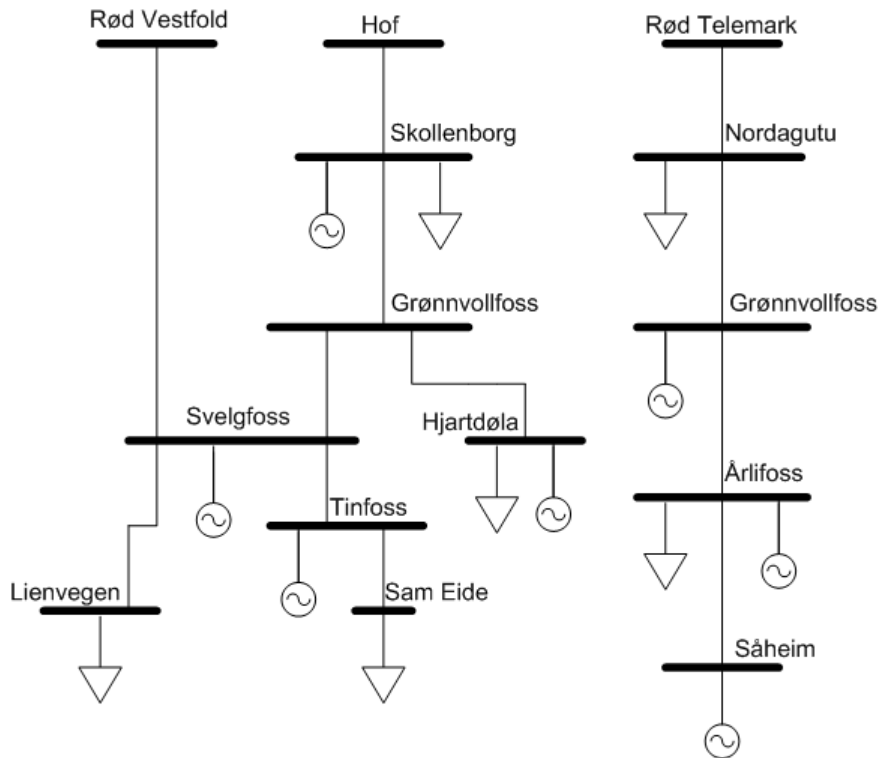 Rød Vestfold
Hof
Rød Telemark
Skollenborg
Nordagutu
Grønnvollfoss
Grønnvollfoss
Svelgfoss
Hjartdøla
Årlifoss
Tinfoss
Lienvegen
Sam Eide
Såheim